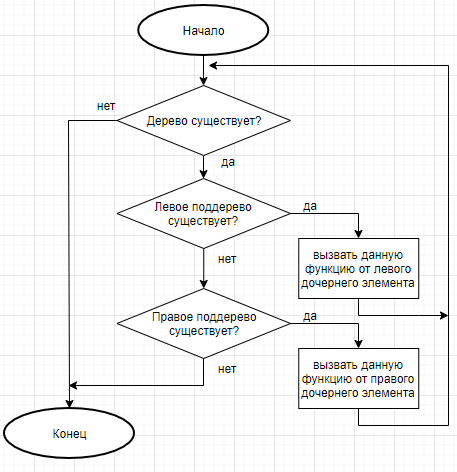 Начало
нет
Дерево существует?
да
Левое поддерево
существует?
да
вызвать данную
функцию от левого
дочернего элемента
нет
Правое поддерево
существует?
да
вызвать данную
функцию от правого
дочернего элемента
нет
Конец